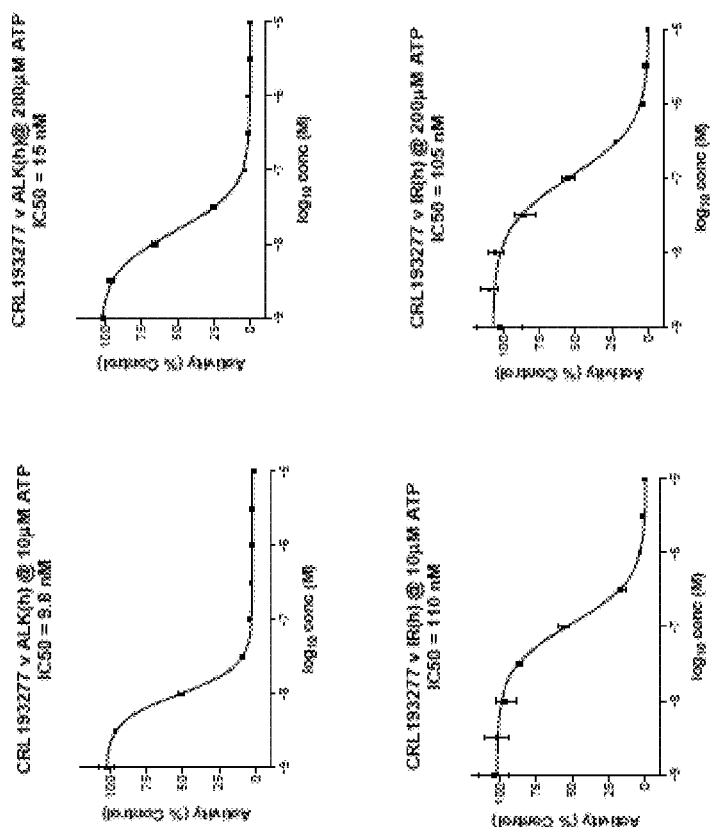 CRL193277 v ALK(h)@ 200µM ATP
IC50 = 15 nM
Activity (% Control)
100
75
50
25
0
-9
-8
-7
-6
-5
log₁₀ conc (M)
CRL193277 v IR(h) @ 200µM ATP
IC50 = 105 nM
Activity (% Control)
100
75
50
25
0
-9
-8
-7
-6
-5
log₁₀ conc (M)
CRL193277 v ALK(h) @ 10µM ATP
IC50 = 9.8 nM
Activity (% Control)
100
75
50
25
0
-9
-8
-7
-6
-5
log₁₀ conc (M)
CRL193277 v IR(h) @ 10µM ATP
IC50 = 110 nM
Activity (% Control)
100
75
50
25
0
-9
-8
-7
-6
-5
log₁₀ conc (M)